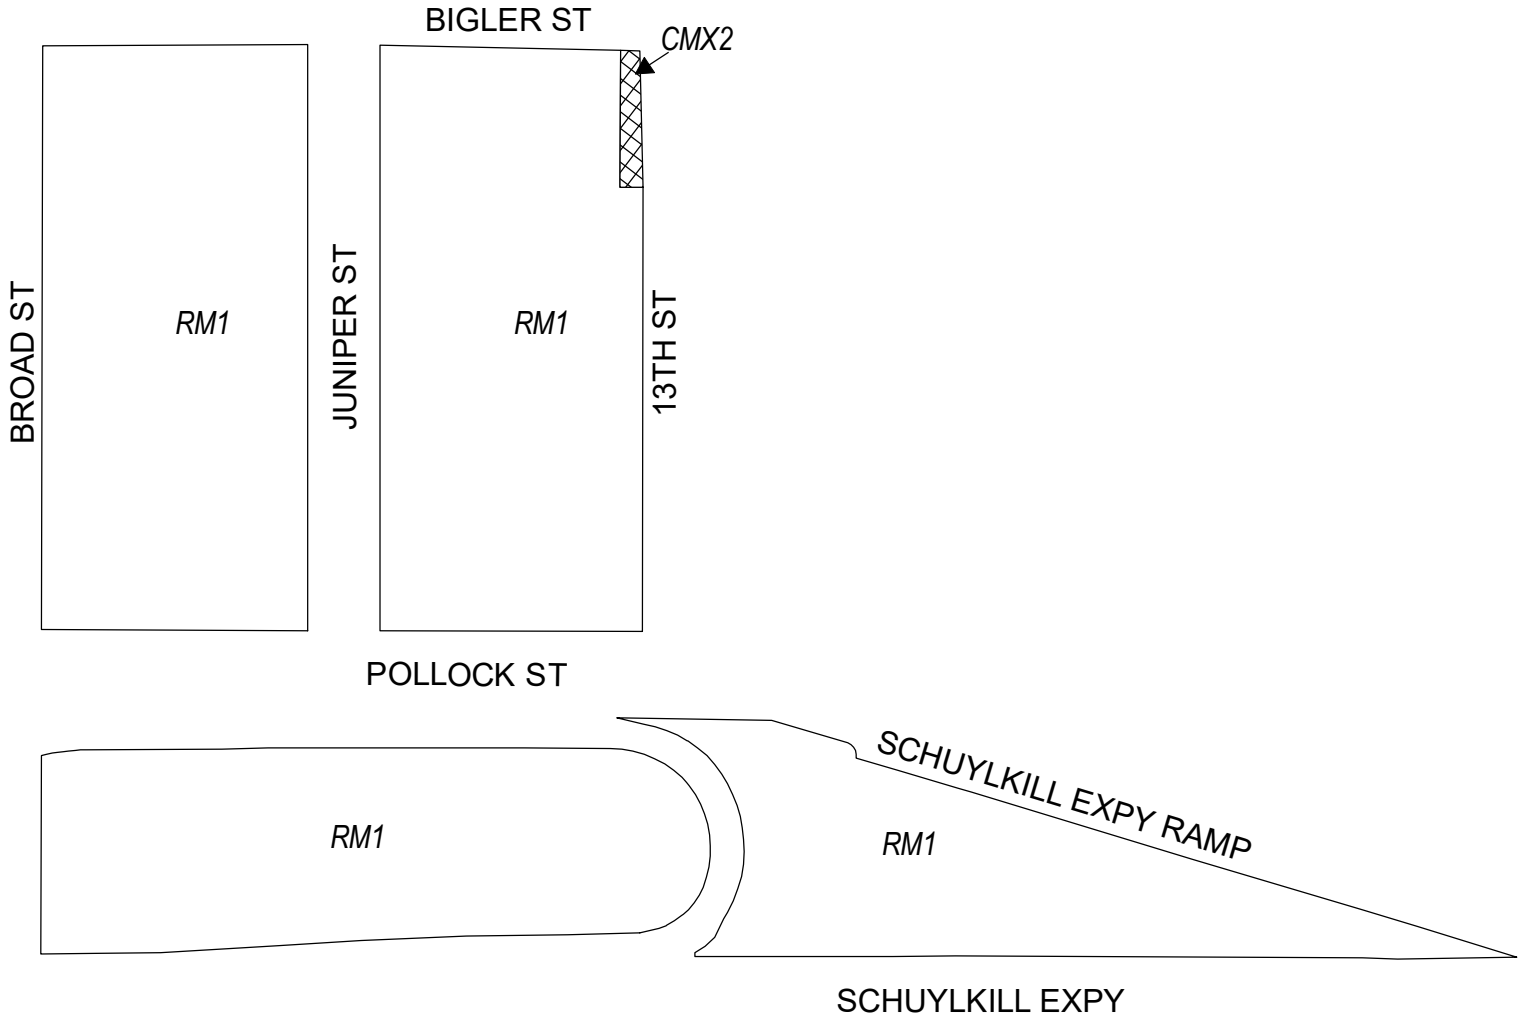 BIGLER ST
CMX2
BROAD ST
RM1
JUNIPER ST
RM1
13TH ST
POLLOCK ST
SCHUYLKILL EXPY RAMP
RM1
RM1
SCHUYLKILL EXPY